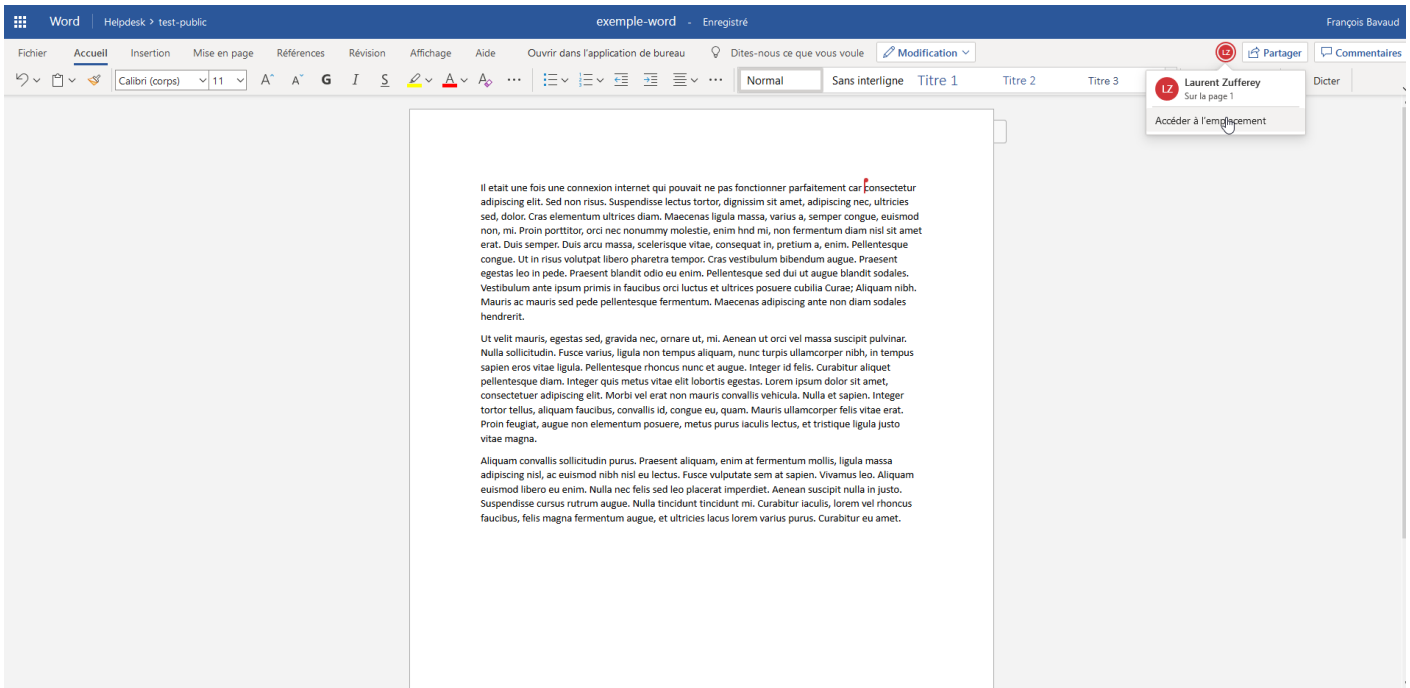 Word Helpdesk > test-public exemple-word - Enregistré François Bavaud
Fichier Accueil Insertion Mise en page Références Révision Affichage Aide Ouvrir dans l'application de bureau Dites-nous ce que vous voule Modification LZ Partager Commentaires
Calibri (corps) 11 A A G I S A A Normal Sans interligne Titre 1 Titre 2 Titre 3 Dicter
LZ Laurent Zufferey
Sur la page 1
Accéder à l'emplacement
Il etait une fois une connexion internet qui pouvait ne pas fonctionner parfaitement car consectetur
adipiscing elit. Sed non risus. Suspendisse lectus tortor, dignissim sit amet, adipiscing nec, ultricies
sed, dolor. Cras elementum ultrices diam. Maecenas ligula massa, varius a, semper congue, euismod
non, mi. Proin porttitor, orci nec nonummy molestie, enim hnd mi, non fermentum diam nisl sit amet
erat. Duis semper. Duis arcu massa, scelerisque vitae, consequat in, pretium a, enim. Pellentesque
congue. Ut in risus volutpat libero pharetra tempor. Cras vestibulum bibendum augue. Praesent
egestas leo in pede. Praesent blandit odio eu enim. Pellentesque sed dui ut augue blandit sodales.
Vestibulum ante ipsum primis in faucibus orci luctus et ultrices posuere cubilia Curae; Aliquam nibh.
Mauris ac mauris sed pede pellentesque fermentum. Maecenas adipiscing ante non diam sodales
hendrerit.
Ut velit mauris, egestas sed, gravida nec, ornare ut, mi. Aenean ut orci vel massa suscipit pulvinar.
Nulla sollicitudin. Fusce varius, ligula non tempus aliquam, nunc turpis ullamcorper nibh, in tempus
sapien eros vitae ligula. Pellentesque rhoncus nunc et augue. Integer id felis. Curabitur aliquet
pellentesque diam. Integer quis metus vitae elit lobortis egestas. Lorem ipsum dolor sit amet,
consectetuer adipiscing elit. Morbi vel erat non mauris convallis vehicula. Nulla et sapien. Integer
tortor tellus, aliquam faucibus, convallis id, congue eu, quam. Mauris ullamcorper felis vitae erat.
Proin feugiat, augue non elementum posuere, metus purus iaculis lectus, et tristique ligula justo
vitae magna.
Aliquam convallis sollicitudin purus. Praesent aliquam, enim at fermentum mollis, ligula massa
adipiscing nisl, ac euismod nibh nisl eu lectus. Fusce vulputate sem at sapien. Vivamus leo. Aliquam
euismod libero eu enim. Nulla nec felis sed leo placerat imperdiet. Aenean suscipit nulla in justo.
Suspendisse cursus rutrum augue. Nulla tincidunt tincidunt mi. Curabitur iaculis, lorem vel rhoncus
faucibus, felis magna fermentum augue, et ultricies lacus lorem varius purus. Curabitur eu amet.